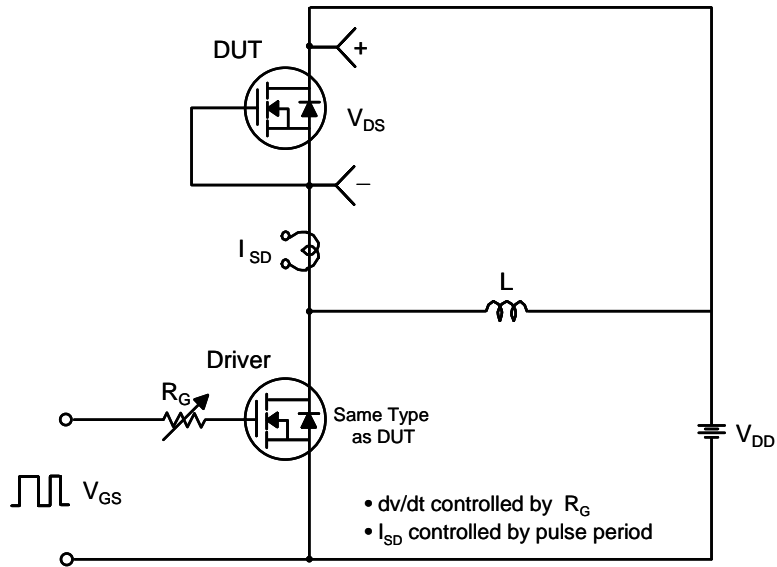 DUT
+
V_DS
–
I_SD
L
Driver
R_G
Same Type
as DUT
V_DD
V_GS
• dv/dt controlled by R_G
• I_SD controlled by pulse period